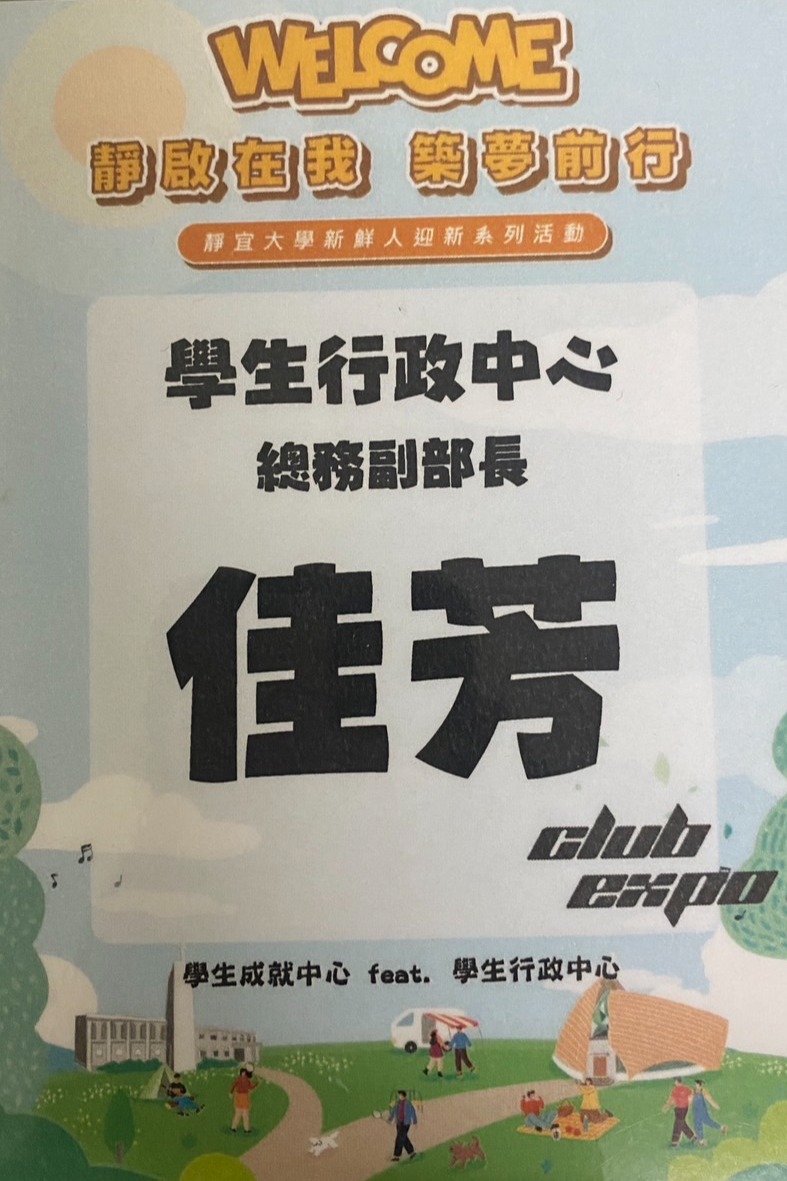 WELCOME
靜啟在我 築夢前行
靜宜大學新鮮人迎新系列活動
學生行政中心
總務副部長
佳芳
club
expo
學生成就中心 feat. 學生行政中心